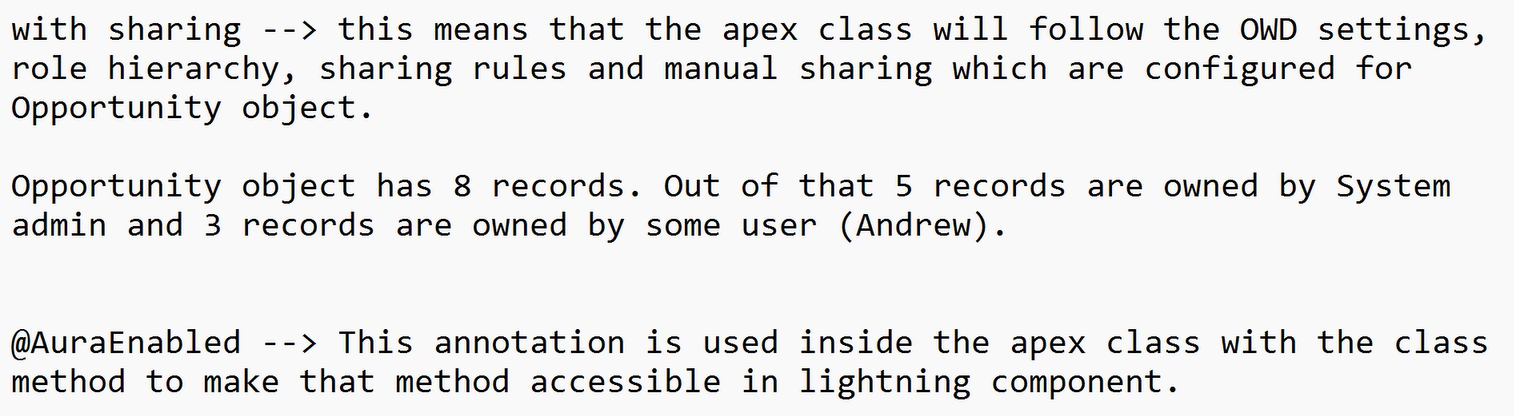 with sharing --> this means that the apex class will follow the OWD settings,
role hierarchy, sharing rules and manual sharing which are configured for
Opportunity object.
Opportunity object has 8 records. Out of that 5 records are owned by System
admin and 3 records are owned by some user (Andrew).
@AuraEnabled --> This annotation is used inside the apex class with the class
method to make that method accessible in lightning component.